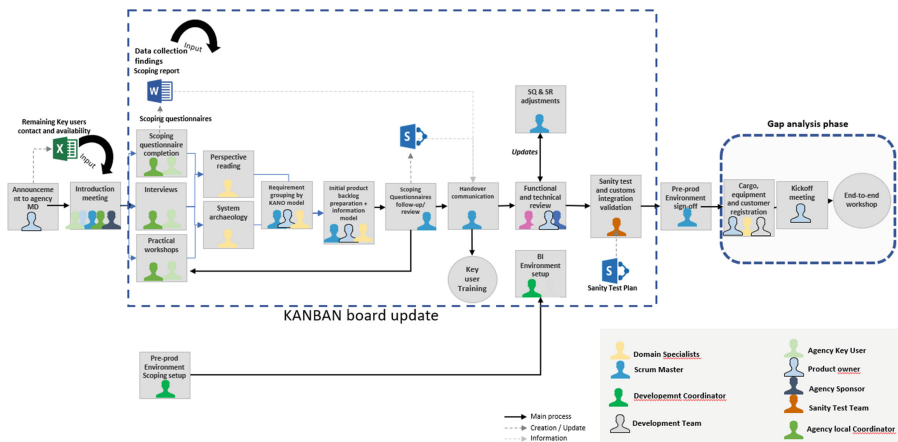 Data collection
findings
Scoping report
Input
Scoping questionnaires
Remaining Key users
contact and availability
Input
Announceme
nt to agency
MD
Introduction
meeting
Scoping
questionnaire
completion
Interviews
Practical
workshops
Perspective
reading
System
archaeology
Requirement
grouping by
KANO model
Initial product
backlog
preparation +
information model
Scoping
Questionnaires
follow-up/
review
Handover
communication
Key
user
Training
SQ & SR
adjustments
Updates
Functional
and technical
review
BI
Environment
setup
Sanity test
and customs
integration
validation
Sanity Test Plan
Pre-prod
Environment
sign off
Gap analysis phase
Cargo,
equipment
and customer
registration
Kickoff
meeting
End-to-end
workshop
KANBAN board update
Pre-prod
Environment
Scoping setup
Main process
Creation / Update
Information
Domain Specialists
Scrum Master
Developemnt Coordinator
Development Team
Agency Key User
Product owner
Agency Sponsor
Sanity Test Team
Agency local Coordinator